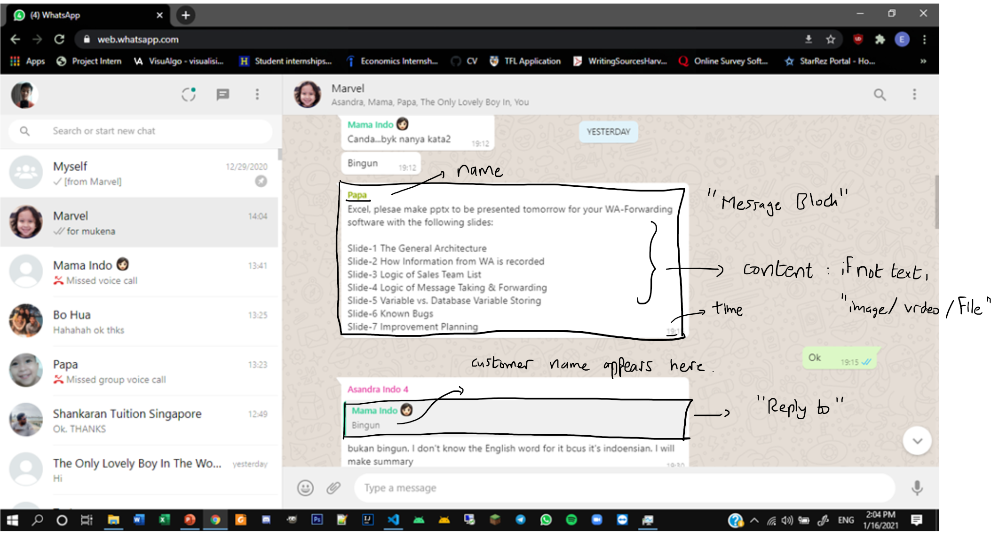 (4) WhatsApp
web.whatsapp.com
E
Apps
Project Intern
VisuAlgo - visualisi...
Student internships...
Economics Internsh...
CV
TFL Application
WritingSourcesHarv...
Online Survey Soft...
StarRez Portal - Ho...
»
Search or start new chat
Myself 12/29/2020
[from Marvel]
Marvel 14:04
for mukena
Mama Indo 13:41
Missed voice call
Bo Hua 13:25
Hahahah ok thks
Papa 13:23
Missed group voice call
Shankaran Tuition Singapore 12:49
Ok. THANKS
The Only Lovely Boy In The Wo... yesterday
Hi
Marvel
Asandra, Mama, Papa, The Only Lovely Boy In, You
Mama Indo
Canda...byk nanya kata2 19:12
YESTERDAY
Bingun 19:12
name
Papa
Excel, plesae make pptx to be presented tomorrow for your WA-Forwarding
software with the following slides:
Slide-1 The General Architecture
Slide-2 How Information from WA is recorded
Slide-3 Logic of Sales Team List
Slide-4 Logic of Message Taking & Forwarding
Slide-5 Variable vs. Database Variable Storing
Slide-6 Known Bugs
Slide-7 Improvement Planning
"Message Block"
content : if not text,
"image/ video / File"
time
Ok 19:15
customer name appears here.
Asandra Indo 4
Mama Indo
Bingun
"Reply to"
bukan bingun. I don't know the English word for it bcus it's indoensian. I will
make summary
19:30
Type a message
ENG
2:04 PM
1/16/2021